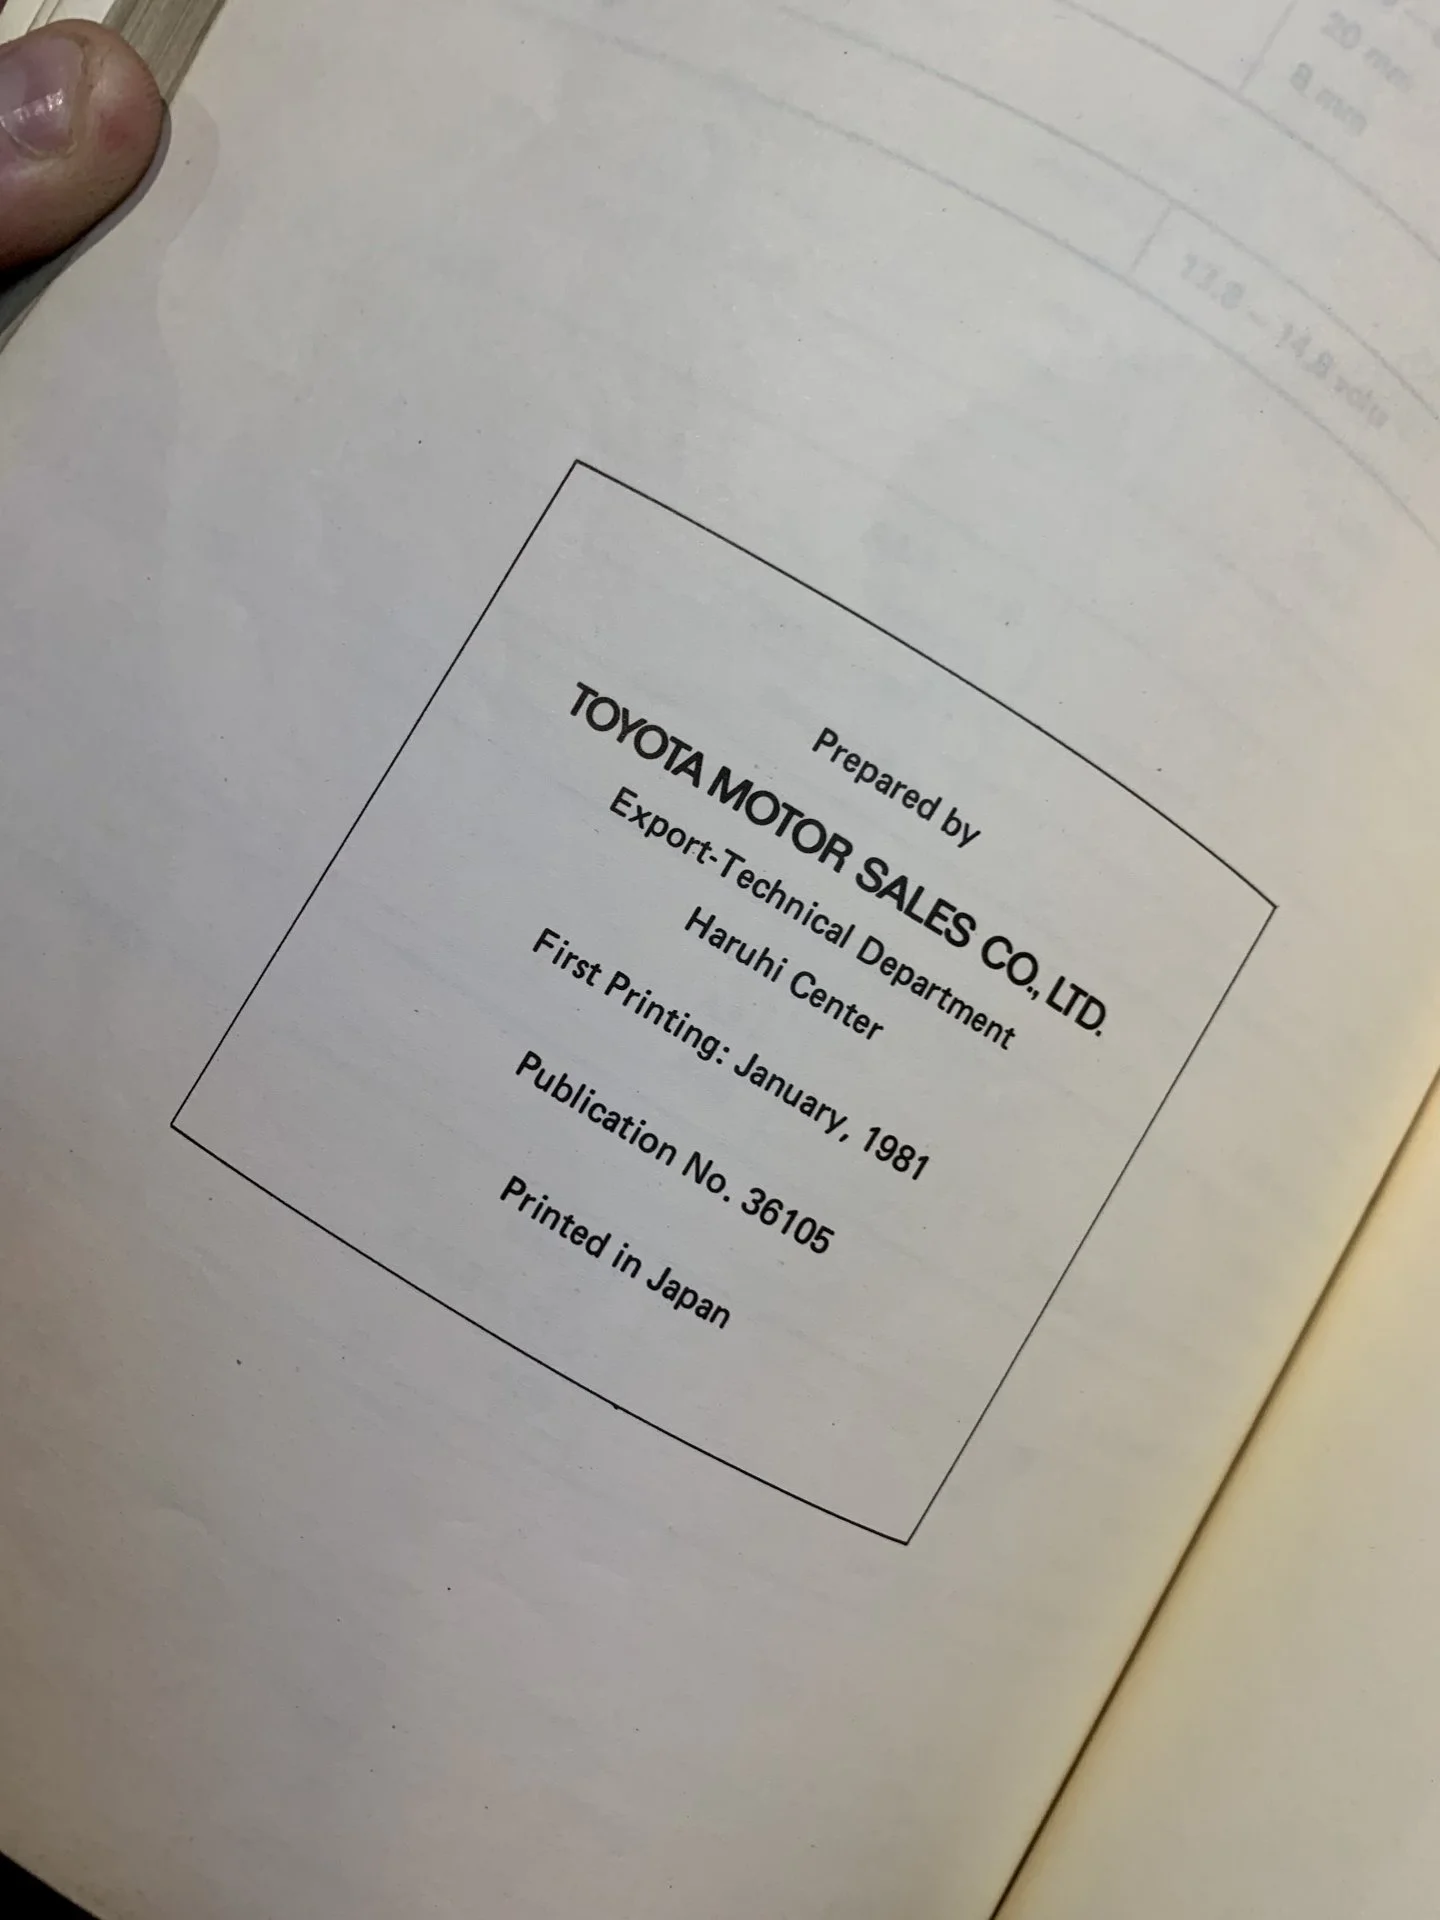 Prepared by
TOYOTA MOTOR SALES CO., LTD.
Export-Technical Department
Haruhi Center
First Printing: January, 1981
Publication No. 36105
Printed in Japan